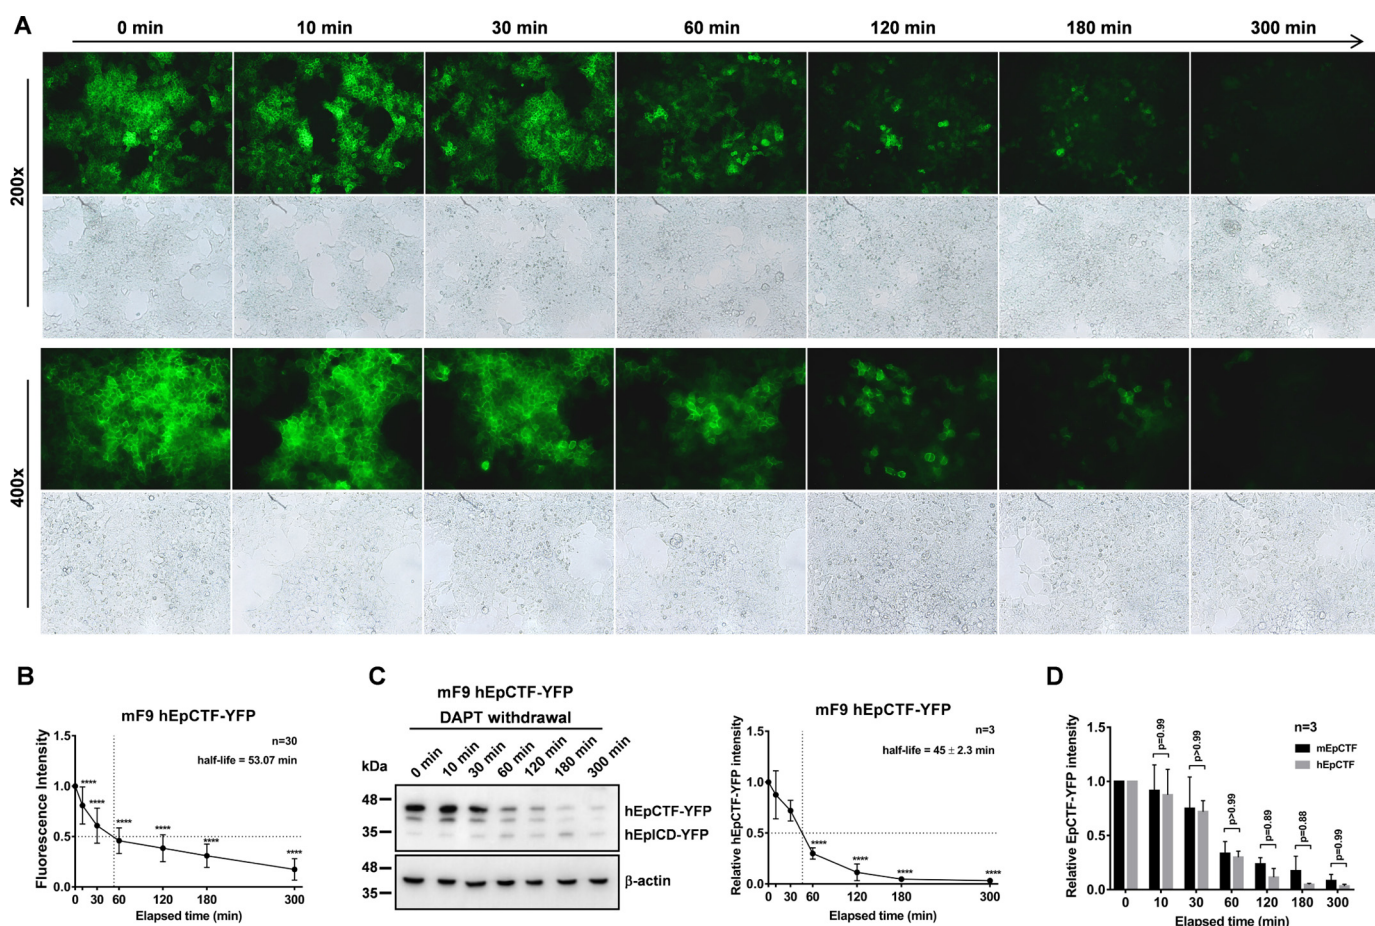 A
0 min 10 min 30 min 60 min 120 min 180 min 300 min
200x
400x
B
mF9 hEpCTF-YFP
n=30
half-life = 53.07 min
Fluorescence Intensity
1.5
1.0
0.5
0.0
**** **** **** **** **** ****
0 30 60 120 180 300
Elapsed time (min)
C
mF9 hEpCTF-YFP
DAPT withdrawal
0 min 10 min 30 min 60 min 120 min 180 min 300 min
kDa
48
35
48
35
hEpCTF-YFP
hEpICD-YFP
β-actin
mF9 hEpCTF-YFP
n=3
half-life = 45 ± 2.3 min
Relative hEpCTF-YFP intensity
1.5
1.0
0.5
0.0
**** **** **** ****
0 30 60 120 180 300
Elapsed time (min)
D
n=3
mEpCTF
hEpCTF
Relative EpCTF-YFP intensity
1.5
1.0
0.5
0.0
p=0.99 p>0.99 p>0.99 p=0.89 p=0.88 p=0.99
0 10 30 60 120 180 300
Elapsed time (min)